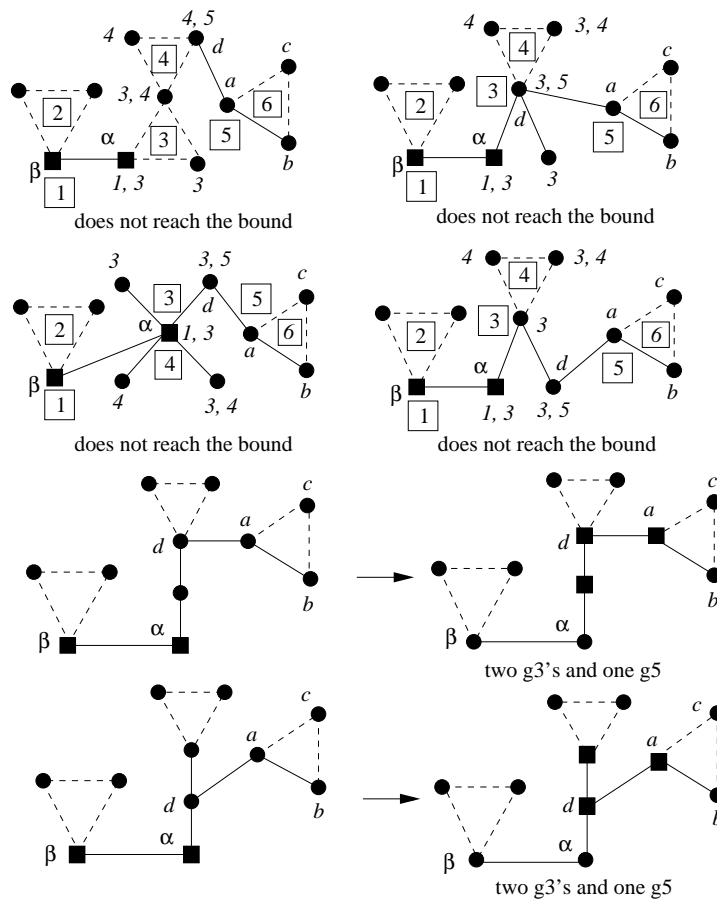 4, 5
4 d c 4 3, 4
4 4 c
a a
2 3, 4 6 2 3 3, 5 6
α 3 5 α d 5
β b β b
1 1, 3 3 1 1, 3 3
does not reach the bound does not reach the bound
3 3, 5 c 4 3, 4 c
3 d 5 4
2 α 1, 3 6 2 3 3 a 6
a α d 5
β 4 b β b
1 4 3, 4 1 1, 3 3, 5
does not reach the bound does not reach the bound
c c
a a
d d
b b
β α β α
two g3's and one g5
c
a c
a
d b d b
β α α
β
two g3's and one g5